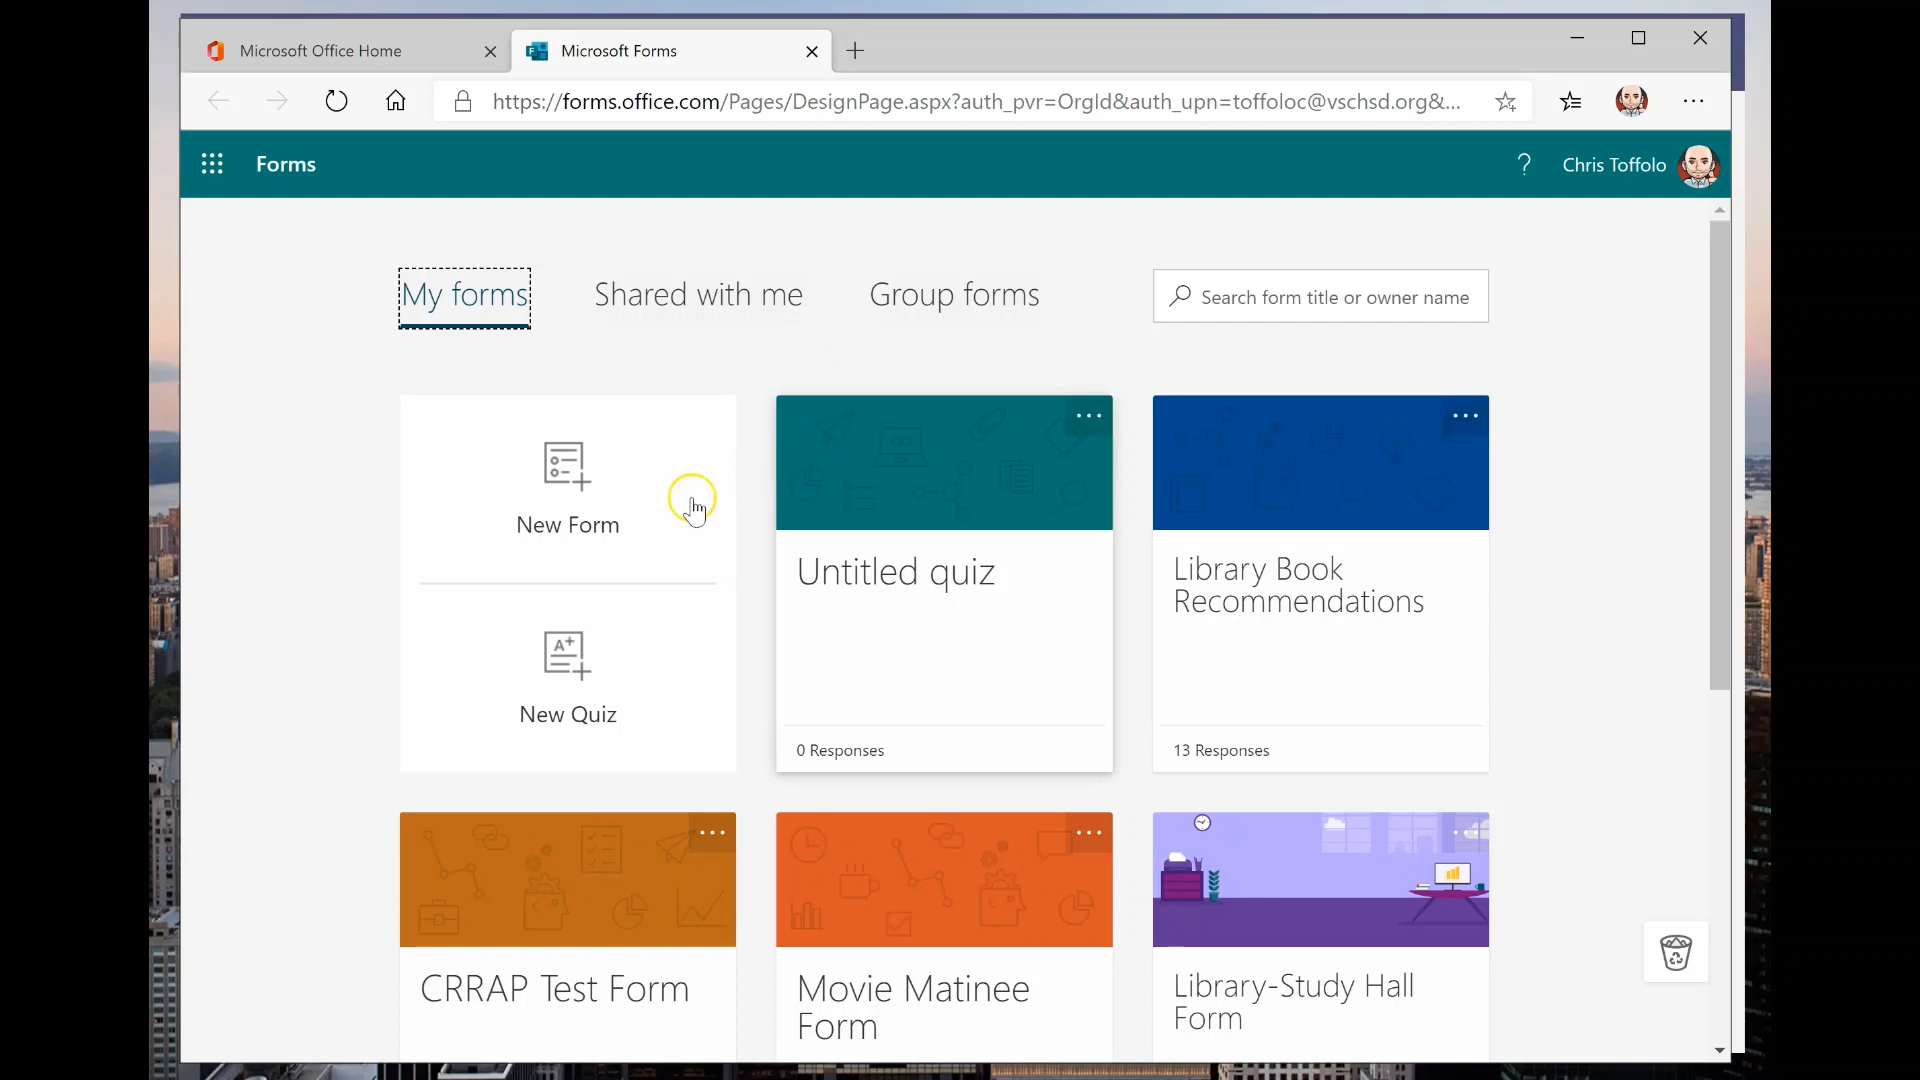 Microsoft Office Home
Microsoft Forms
https://forms.office.com/Pages/DesignPage.aspx?auth_pvr=OrgId&auth_upn=toffoloc@vschsd.org&...
Forms
? Chris Toffolo
My forms
Shared with me
Group forms
Search form title or owner name
New Form
New Quiz
A+
Untitled quiz
0 Responses
Library Book
Recommendations
13 Responses
CRRAP Test Form
Movie Matinee
Form
Library-Study Hall
Form